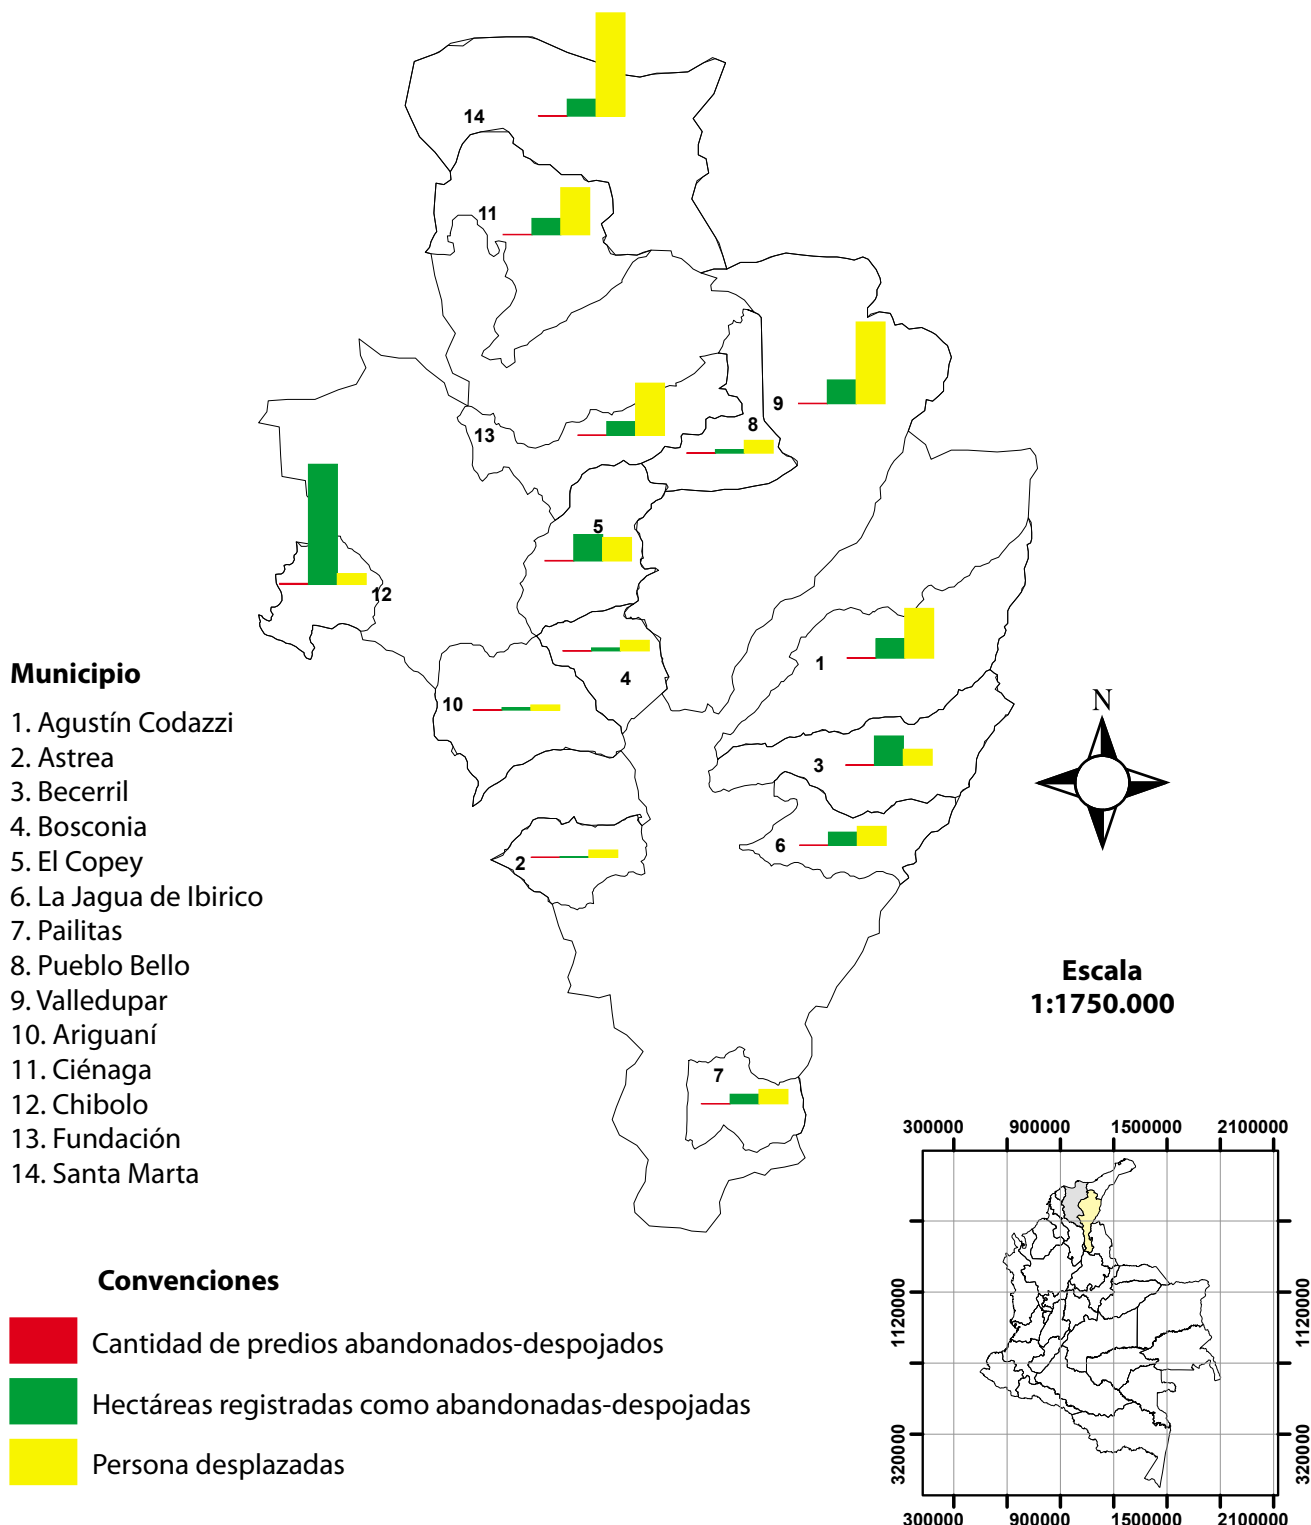 14
11
9
8
13
5
12
1
4
10
3
6
2
7
Municipio
1. Agustín Codazzi
2. Astrea
3. Becerril
4. Bosconia
5. El Copey
6. La Jagua de Ibirico
7. Pailitas
8. Pueblo Bello
9. Valledupar
10. Ariguaní
11. Ciénaga
12. Chibolo
13. Fundación
14. Santa Marta
N
Escala
1:1750.000
Convenciones
Cantidad de predios abandonados-despojados
Hectáreas registradas como abandonadas-despojadas
Persona desplazadas
300000 900000 1500000 2100000
1120000
320000
1120000
320000
300000 900000 1500000 2100000